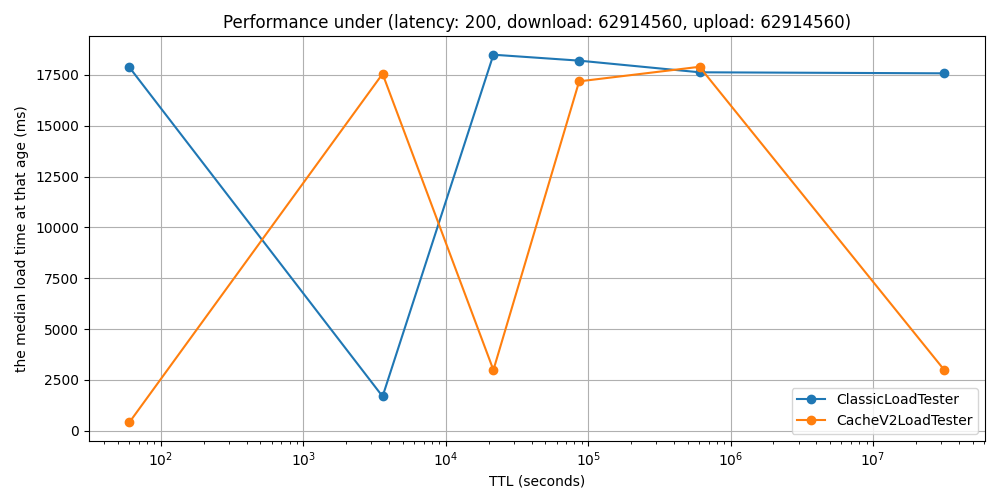 Performance under (latency: 200, download: 62914560, upload: 62914560)
the median load time at that age (ms)
17500
15000
12500
10000
7500
5000
2500
0
10^2
10^3
10^4
10^5
10^6
10^7
TTL (seconds)
ClassicLoadTester
CacheV2LoadTester